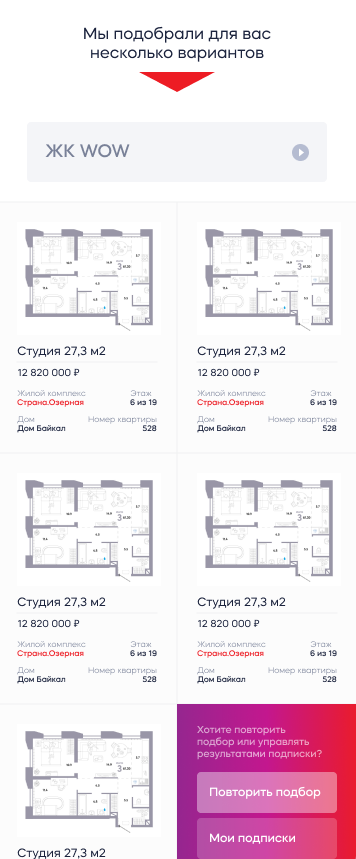 Мы подобрали для вас
несколько вариантов
ЖК WOW
Студия 27,3 м2
12 820 000 ₽
Жилой комплекс Этаж
Страна.Озерная 6 из 19
Дом Номер квартиры
Дом Байкал 528
Студия 27,3 м2
12 820 000 ₽
Жилой комплекс Этаж
Страна.Озерная 6 из 19
Дом Номер квартиры
Дом Байкал 528
Студия 27,3 м2
12 820 000 ₽
Жилой комплекс Этаж
Страна.Озерная 6 из 19
Дом Номер квартиры
Дом Байкал 528
Студия 27,3 м2
12 820 000 ₽
Жилой комплекс Этаж
Страна.Озерная 6 из 19
Дом Номер квартиры
Дом Байкал 528
Студия 27,3 м2
Хотите повторить
подбор или управлять
результатами подписки?
Повторить подбор
Мои подписки